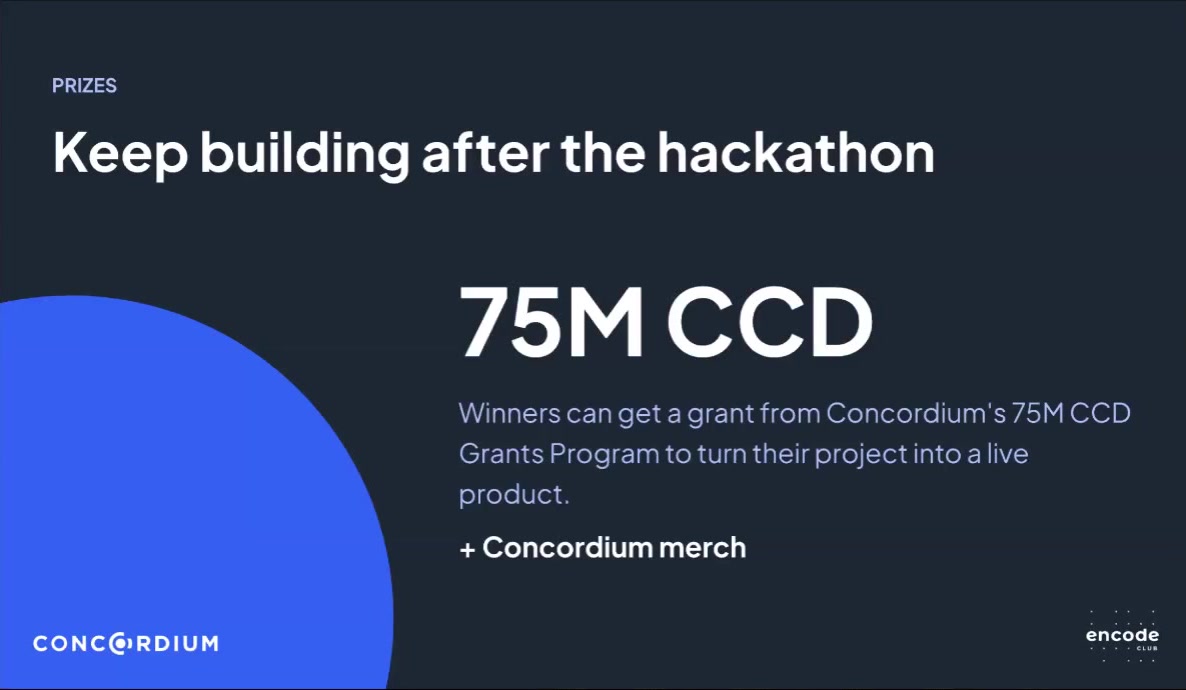 PRIZES
Keep building after the hackathon
75M CCD
Winners can get a grant from Concordium's 75M CCD
Grants Program to turn their project into a live
product.
+ Concordium merch
CONCORDIUM
encode
CLUB